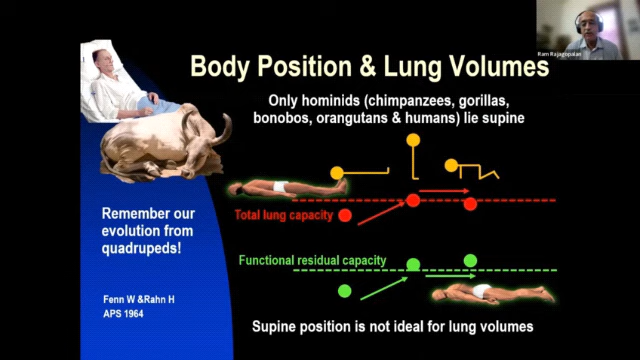 Ram Rajagopalan
Body Position & Lung Volumes
Only hominids (chimpanzees, gorillas,
bonobos, orangutans & humans) lie supine
Total lung capacity
Remember our
evolution from
quadrupeds!
Functional residual capacity
Fenn W &Rahn H
APS 1964
Supine position is not ideal for lung volumes